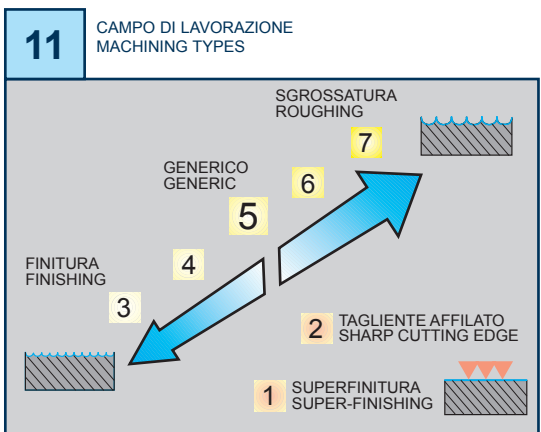 11
CAMPO DI LAVORAZIONE
MACHINING TYPES
SGROSSATURA
ROUGHING
7
GENERICO
GENERIC
6
5
FINITURA
FINISHING
4
3
2
TAGLIENTE AFFILATO
SHARP CUTTING EDGE
1
SUPERFINITURA
SUPER-FINISHING